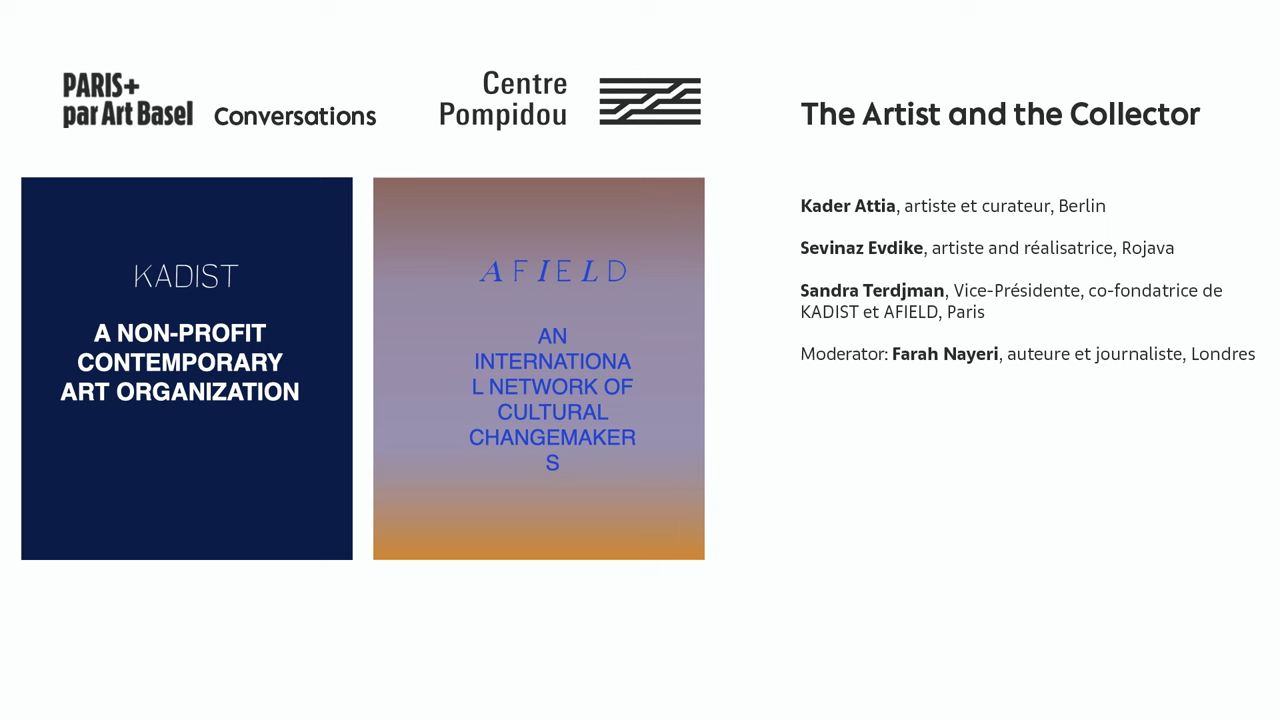 PARIS+
par Art Basel
Conversations
Centre
Pompidou
The Artist and the Collector
KADIST
A NON-PROFIT
CONTEMPORARY
ART ORGANIZATION
AFIELD
AN
INTERNATIONA
L NETWORK OF
CULTURAL
CHANGEMAKER
S
Kader Attia, artiste et curateur, Berlin
Sevinaz Evdike, artiste and réalisatrice, Rojava
Sandra Terdjman, Vice-Présidente, co-fondatrice de
KADIST et AFIELD, Paris
Moderator: Farah Nayeri, auteure et journaliste, Londres